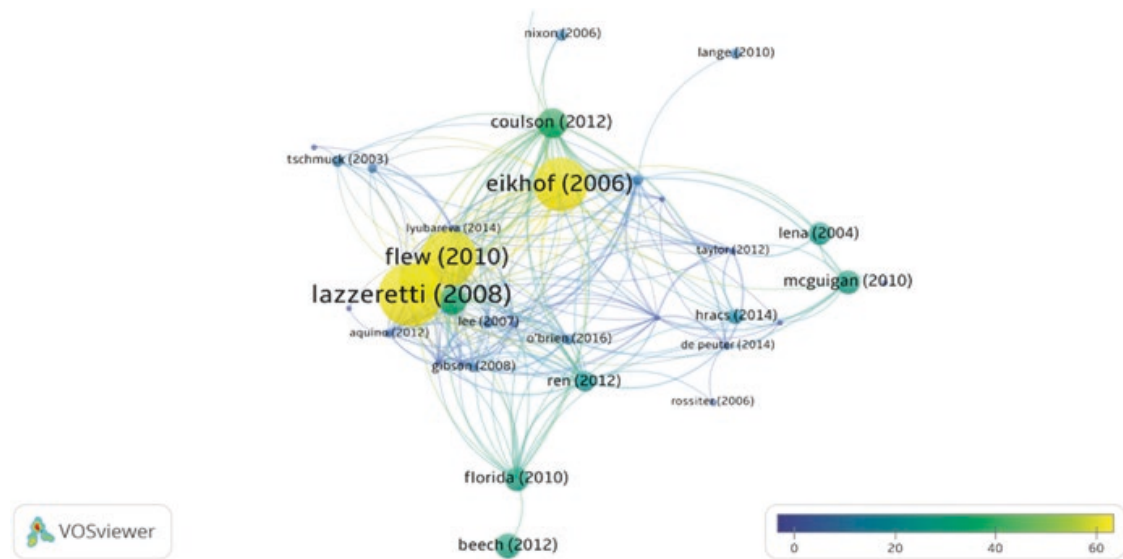 nixon (2006)
lange (2010)
coulson (2012)
tschmuck (2003)
eikhof (2006)
lyubareva (2014)
lena (2004)
taylor (2012)
flew (2010)
mcguigan (2010)
lazzeretti (2008)
hracs (2014)
lee (2007)
aquino (2012)
o'brien (2016)
de peuter (2014)
gibson (2008)
ren (2012)
rossiter (2006)
florida (2010)
beech (2012)
VOSviewer
0 20 40 60